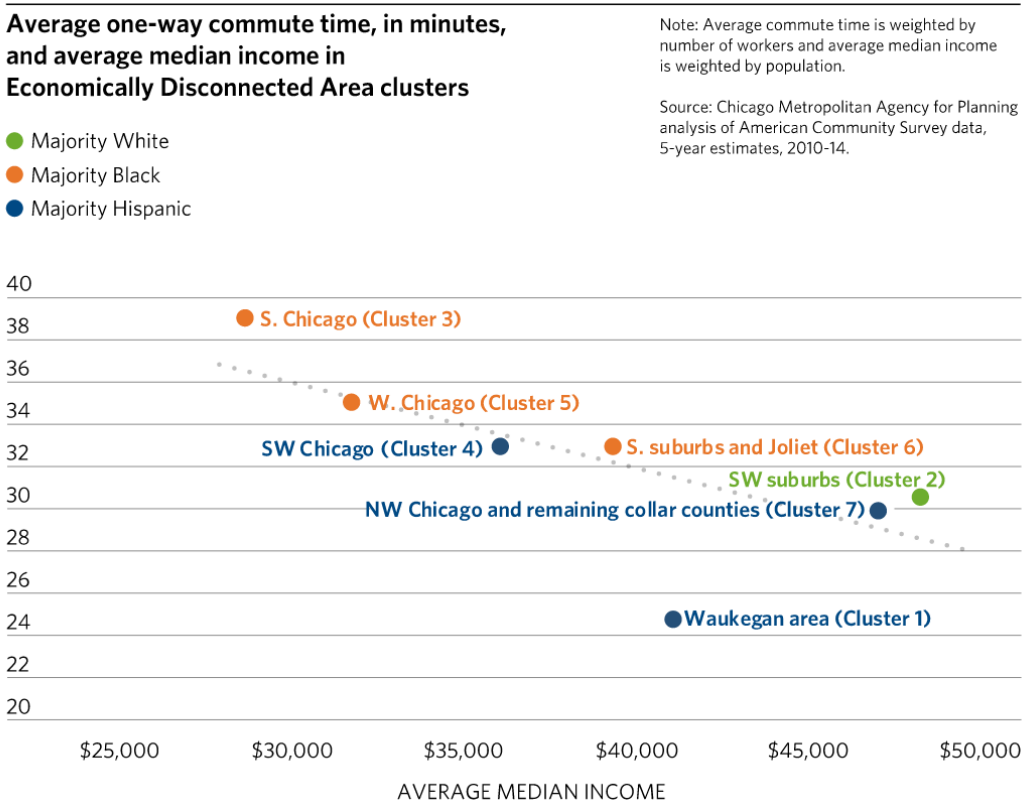 Average one-way commute time, in minutes,
and average median income in
Economically Disconnected Area clusters
Note: Average commute time is weighted by
number of workers and average median income
is weighted by population.
Source: Chicago Metropolitan Agency for Planning
analysis of American Community Survey data,
5-year estimates, 2010-14.
Majority White
Majority Black
Majority Hispanic
40
38
S. Chicago (Cluster 3)
36
34
W. Chicago (Cluster 5)
32
SW Chicago (Cluster 4)
S. suburbs and Joliet (Cluster 6)
SW suburbs (Cluster 2)
30
NW Chicago and remaining collar counties (Cluster 7)
28
26
24
Waukegan area (Cluster 1)
22
20
$25,000
$30,000
$35,000
$40,000
$45,000
$50,000
AVERAGE MEDIAN INCOME